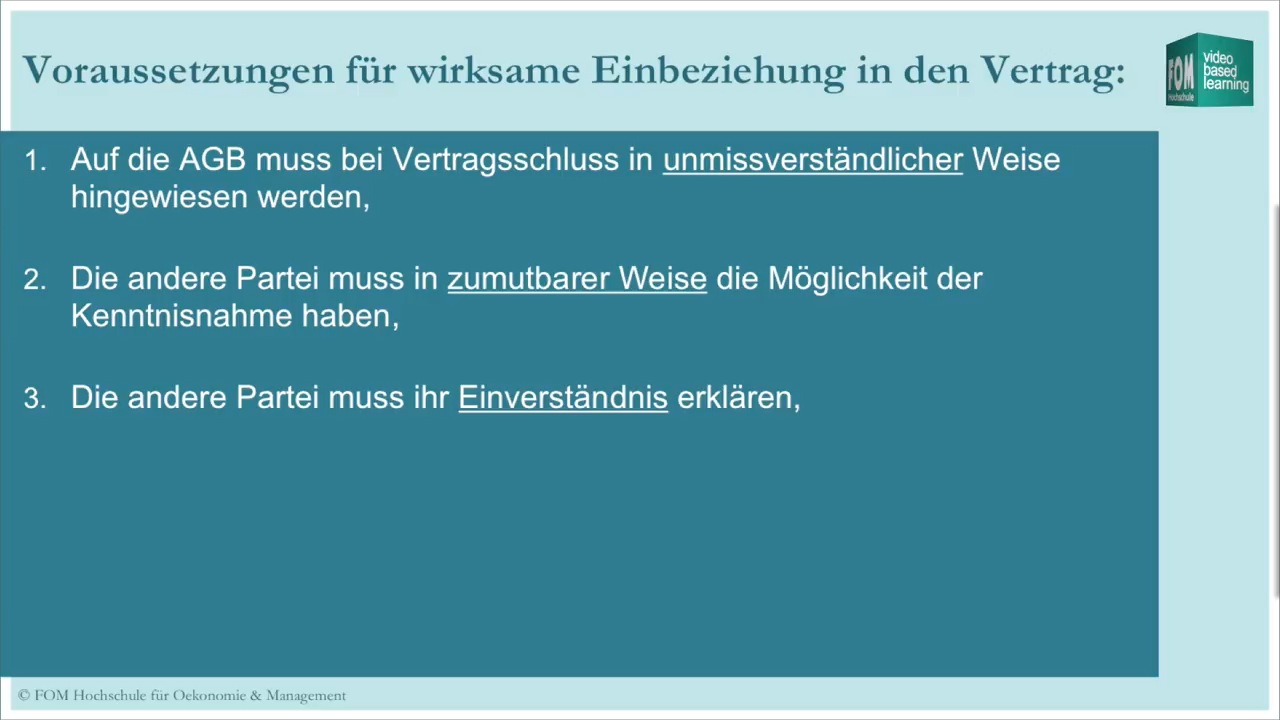 Voraussetzungen für wirksame Einbeziehung in den Vertrag:
FOM
Hochschule
video
based
learning
1. Auf die AGB muss bei Vertragsschluss in unmissverständlicher Weise
hingewiesen werden,
2. Die andere Partei muss in zumutbarer Weise die Möglichkeit der
Kenntnisnahme haben,
3. Die andere Partei muss ihr Einverständnis erklären,
© FOM Hochschule für Oekonomie & Management